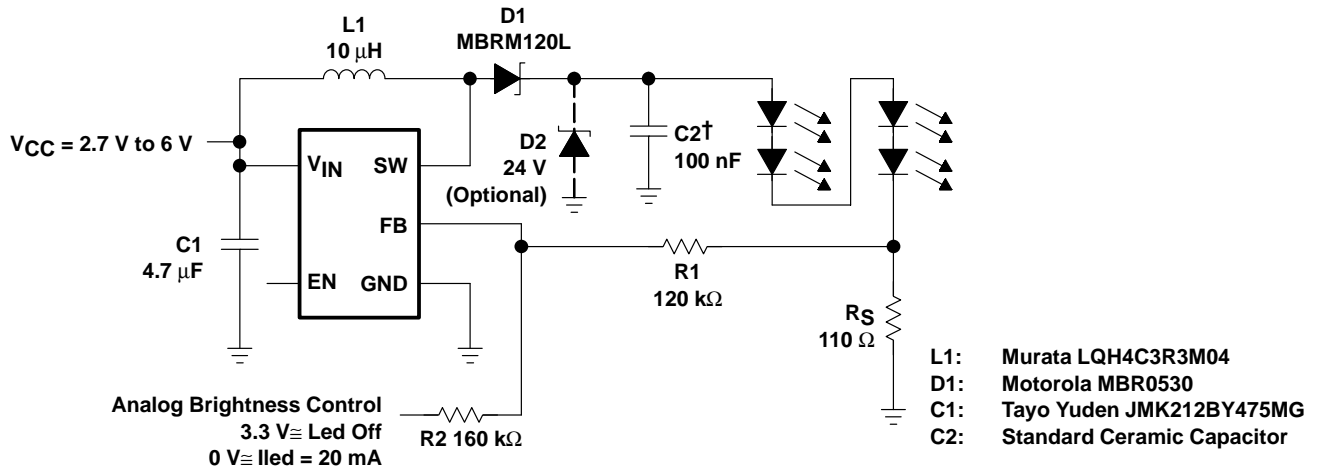 L1
10 μH
D1
MBRM120L
VCC = 2.7 V to 6 V
VIN
SW
FB
EN
GND
C1
4.7 μF
D2
24 V
(Optional)
C2†
100 nF
R1
120 kΩ
RS
110 Ω
Analog Brightness Control
3.3 V≅ Led Off
0 V≅ Iled = 20 mA
R2 160 kΩ
L1: Murata LQH4C3R3M04
D1: Motorola MBR0530
C1: Tayo Yuden JMK212BY475MG
C2: Standard Ceramic Capacitor